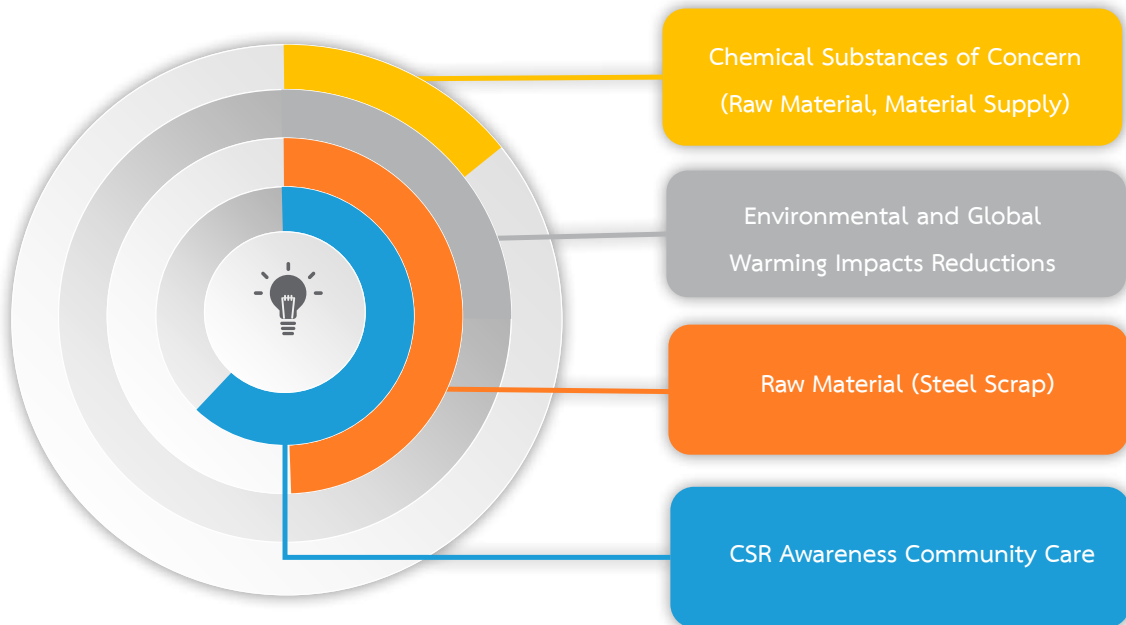 Chemical Substances of Concern
(Raw Material, Material Supply)
Environmental and Global
Warming Impacts Reductions
Raw Material (Steel Scrap)
CSR Awareness Community Care